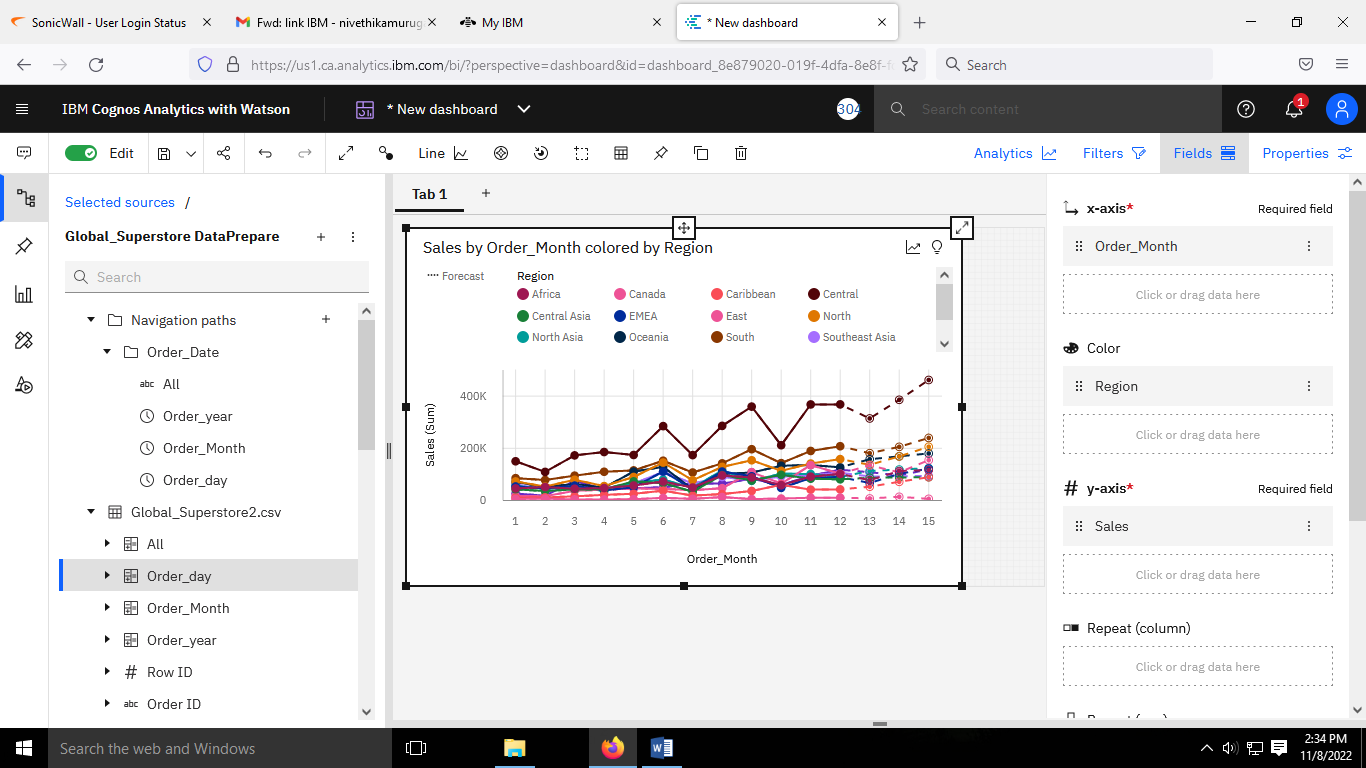 SonicWall - User Login Status
Fwd: link IBM - nivethikamurug
My IBM
* New dashboard
https://us1.ca.analytics.ibm.com/bi/?perspective=dashboard&id=dashboard_8e879020-019f-4dfa-8e8f-f
Search
IBM Cognos Analytics with Watson
* New dashboard
304
Search content
1
Edit
Line
Analytics
Filters
Fields
Properties
Selected sources /
Global_Superstore DataPrepare
Search
Navigation paths
Order_Date
abc All
Order_year
Order_Month
Order_day
Global_Superstore2.csv
All
Order_day
Order_Month
Order_year
# Row ID
abc Order ID
Tab 1
Sales by Order_Month colored by Region
Forecast
Region
Africa Canada Caribbean Central
Central Asia EMEA East North
North Asia Oceania South Southeast Asia
Sales (Sum)
400K
200K
0
1 2 3 4 5 6 7 8 9 10 11 12 13 14 15
Order_Month
x-axis* Required field
Order_Month
Click or drag data here
Color
Region
Click or drag data here
# y-axis* Required field
Sales
Click or drag data here
Repeat (column)
Click or drag data here
Search the web and Windows
2:34 PM
11/8/2022